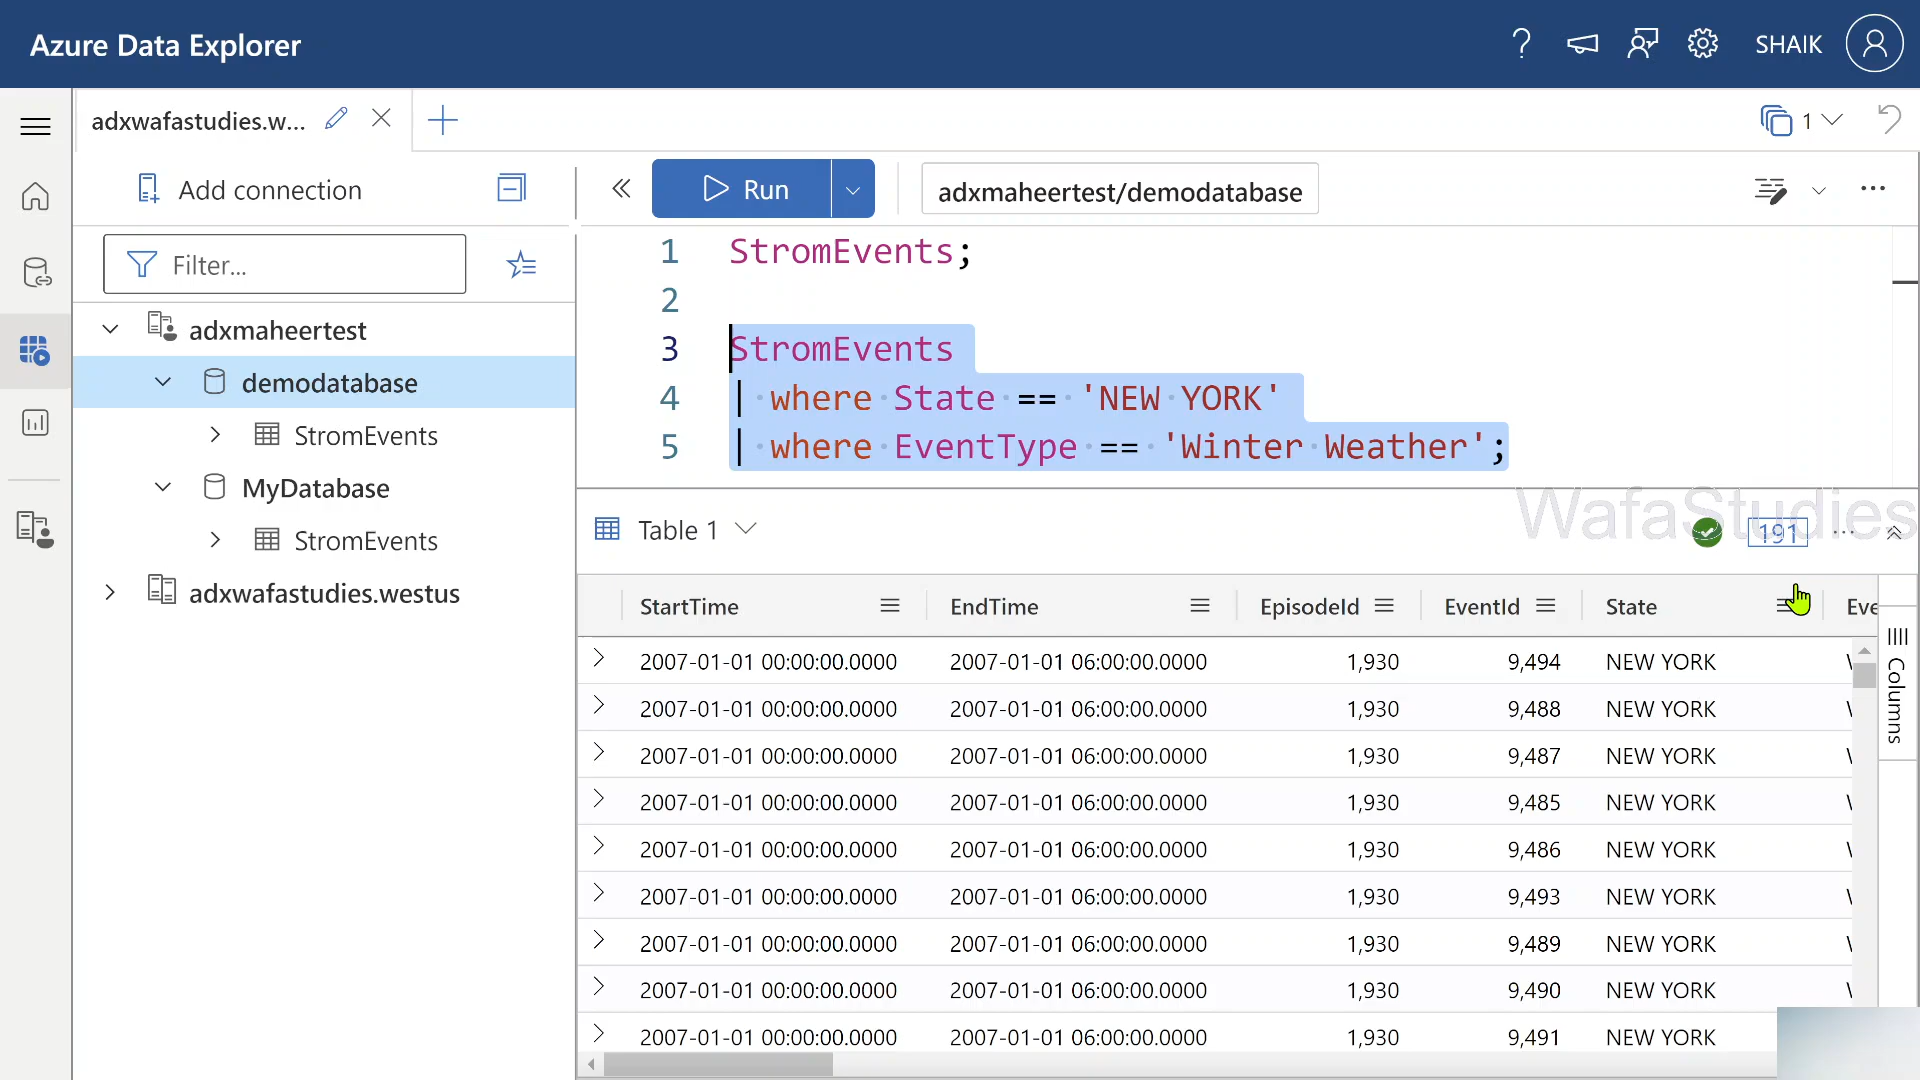 Azure Data Explorer
SHAIK
adxwafastudies.w...
1
Add connection
Run
adxmaheertest/demodatabase
Filter...
adxmaheertest
demodatabase
StromEvents
MyDatabase
StromEvents
adxwafastudies.westus
1 StromEvents;
2
3 StromEvents
4 | where State == 'NEW YORK'
5 | where EventType == 'Winter Weather';
WafaStudies
Table 1
191
StartTime EndTime EpisodeId EventId State Eve
Columns
2007-01-01 00:00:00.0000 2007-01-01 06:00:00.0000 1,930 9,494 NEW YORK
2007-01-01 00:00:00.0000 2007-01-01 06:00:00.0000 1,930 9,488 NEW YORK
2007-01-01 00:00:00.0000 2007-01-01 06:00:00.0000 1,930 9,487 NEW YORK
2007-01-01 00:00:00.0000 2007-01-01 06:00:00.0000 1,930 9,485 NEW YORK
2007-01-01 00:00:00.0000 2007-01-01 06:00:00.0000 1,930 9,486 NEW YORK
2007-01-01 00:00:00.0000 2007-01-01 06:00:00.0000 1,930 9,493 NEW YORK
2007-01-01 00:00:00.0000 2007-01-01 06:00:00.0000 1,930 9,489 NEW YORK
2007-01-01 00:00:00.0000 2007-01-01 06:00:00.0000 1,930 9,490 NEW YORK
2007-01-01 00:00:00.0000 2007-01-01 06:00:00.0000 1,930 9,491 NEW YORK